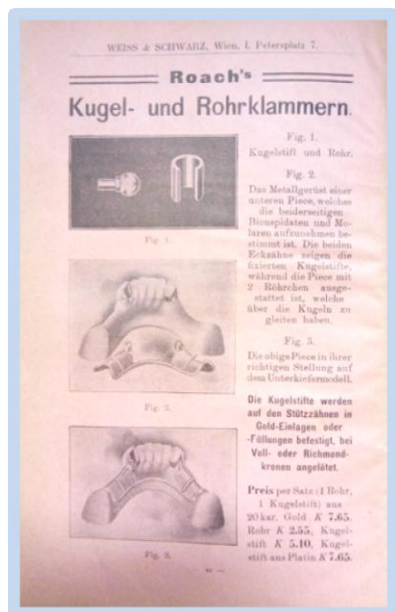 WEISS & SCHWARZ, Wien, I. Petersplatz 7.
Roach's
Kugel- und Rohrklammern.
Fig. 1.
Kugelstift und Rohr.
Fig. 2.
Das Metallgerüst einer
unteren Piece, welches
die beiderseitigen
Bicuspidaten und Mo-
laren aufzunehmen be-
stimmt ist. Die beiden
Eckzähne zeigen die
fixierten Kugelstifte,
während die Piece mit
2 Röhrchen ausge-
stattet ist, welche
über die Kugeln zu
gleiten haben.
Fig. 3.
Die obige Piece in ihrer
richtigen Stellung auf
dem Unterkiefermodell.
Die Kugelstifte werden
auf den Stützzähnen in
Gold-Einlagen oder
-Füllungen befestigt, bei
Voll- oder Richmond-
kronen angelötet.
Preis per Satz (1 Rohr,
1 Kugelstift) aus
20kar. Gold K 7.65.
Rohr K 2.55, Kugel-
stift K 5.10, Kugel-
stift aus Platin K 7.65.
Fig. 1.
Fig. 2.
Fig. 3.